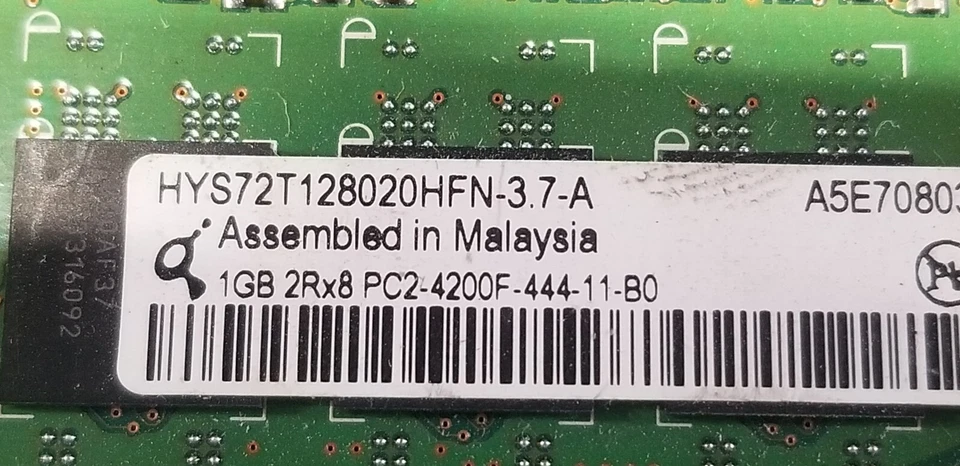 HYS72T128020HFN-3.7-A
A5E70803
Assembled in Malaysia
1GB 2Rx8 PC2-4200F-444-11-B0
316092